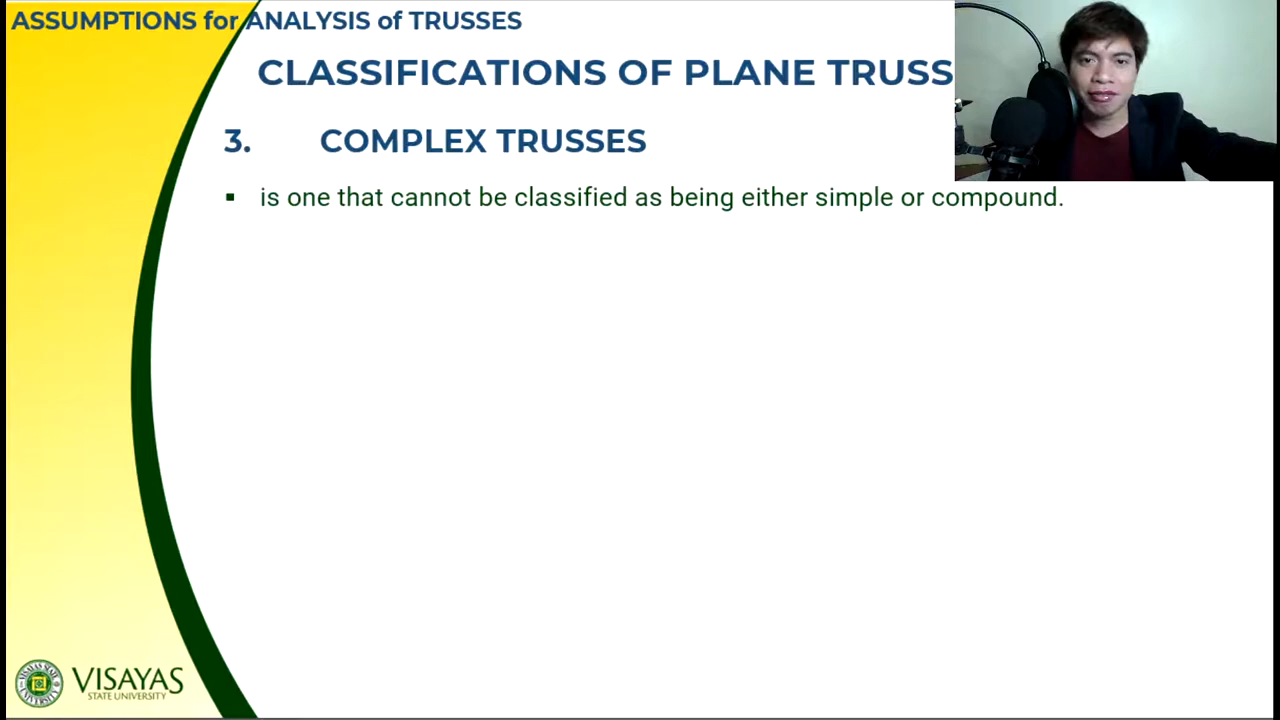 ASSUMPTIONS for ANALYSIS of TRUSSES
CLASSIFICATIONS OF PLANE TRUSS
3. COMPLEX TRUSSES
▪ is one that cannot be classified as being either simple or compound.
VISAYAS
STATE UNIVERSITY